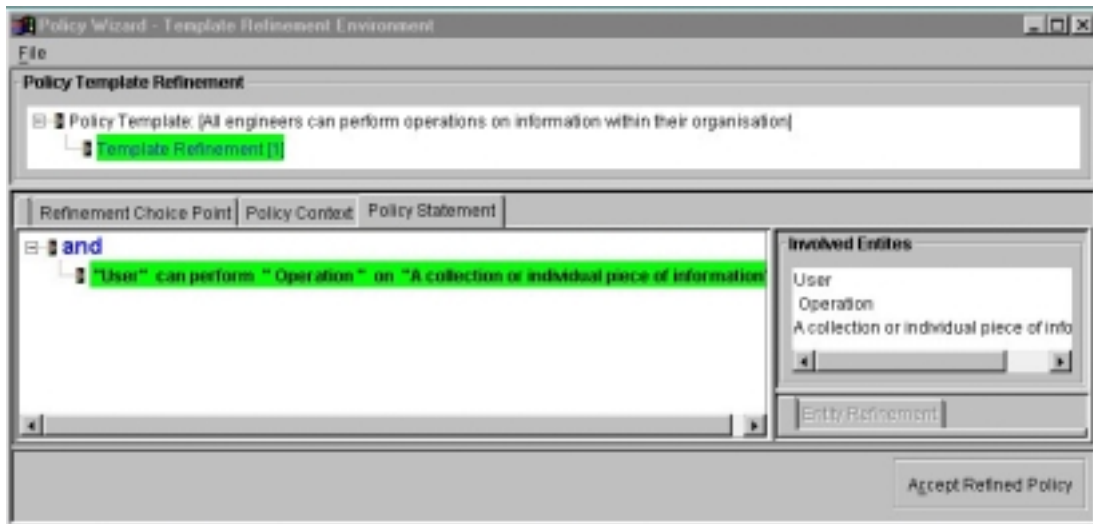 Policy Wizard - Template Refinement Environment
File
Policy Template Refinement
Policy Template: [All engineers can perform operations on information within their organisation]
Template Refinement [1]
Refinement Choice Point Policy Context Policy Statement
and
"User" can perform " Operation " on "A collection or individual piece of information"
Involved Entites
User
Operation
A collection or individual piece of info
Entity Refinement
Accept Refined Policy